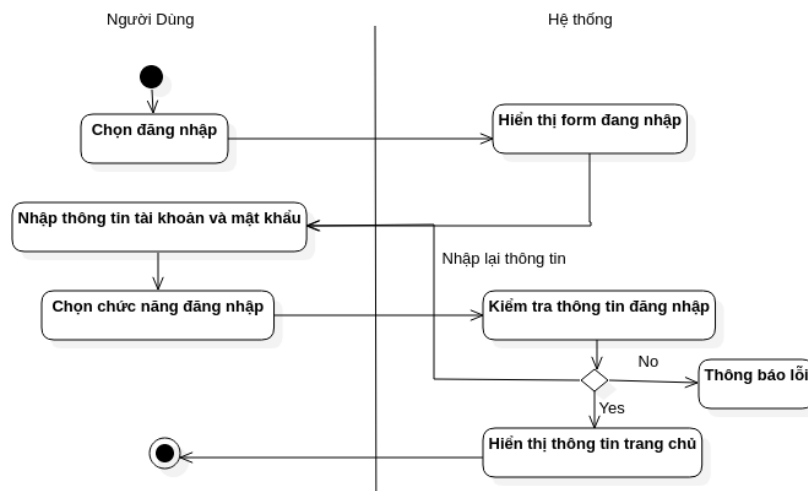 Người Dùng
Hệ thống
Chọn đăng nhập
Hiển thị form đang nhập
Nhập thông tin tài khoản và mật khẩu
Nhập lại thông tin
Chọn chức năng đăng nhập
Kiểm tra thông tin đăng nhập
No
Thông báo lỗi
Yes
Hiển thị thông tin trang chủ